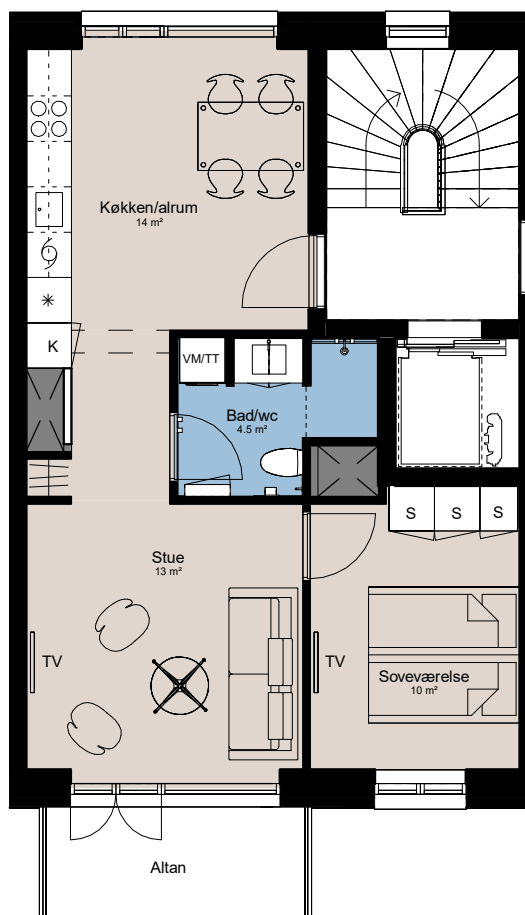 Køkken/alrum
14 m²
K
VM/TT
Bad/wc
4.5 m²
S S S
Stue
13 m²
TV
TV
Soveværelse
10 m²
Altan